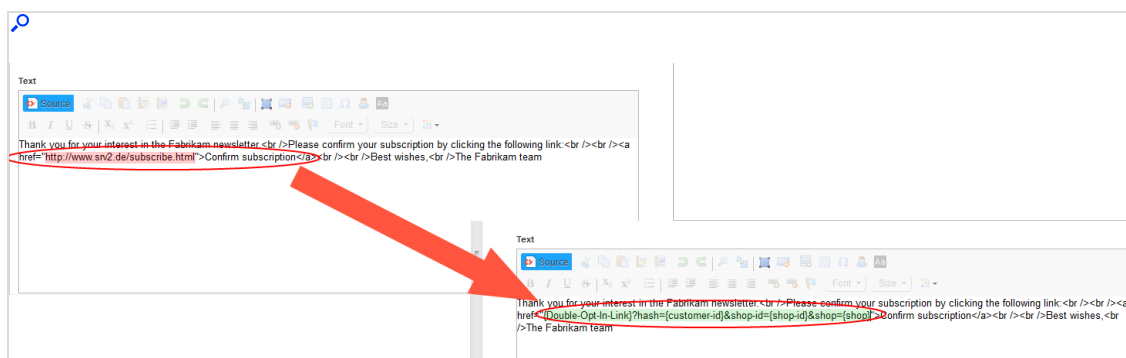 Text
Source
B I U S X₂ X² Font Size
Thank you for your interest in the Fabrikam newsletter.<br />Please confirm your subscription by clicking the following link:<br /><br /><a
href="http://www.srv2.de/subscribe.html">Confirm subscription</a><br /><br />Best wishes,<br />The Fabrikam team
Text
Source
B I U S X₂ X² Font Size
Thank you for your interest in the Fabrikam newsletter.<br />Please confirm your subscription by clicking the following link:<br /><br /><a
href="{Double-Opt-In-Link}?hash={customer-id}&shop-id={shop-id}&shop={shop}">Confirm subscription</a><br /><br />Best wishes,<br
/>The Fabrikam team